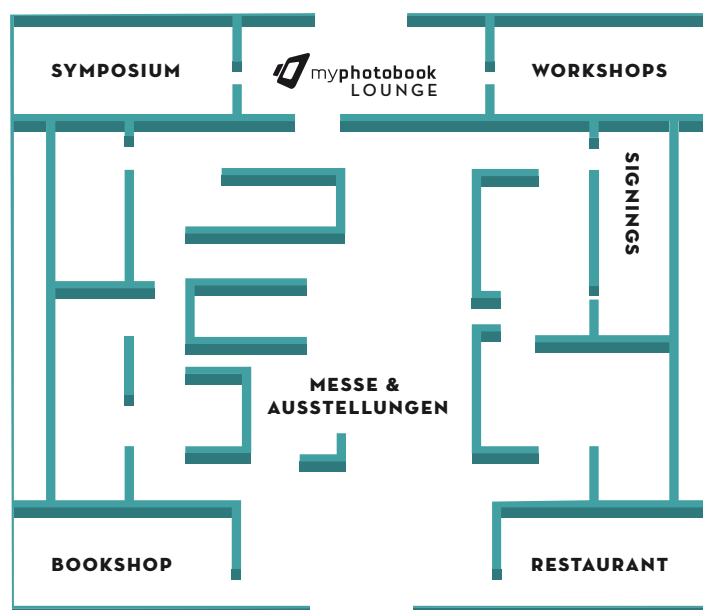 SYMPOSIUM
myphotobook
LOUNGE
WORKSHOPS
SIGNINGS
MESSE &
AUSSTELLUNGEN
BOOKSHOP
RESTAURANT